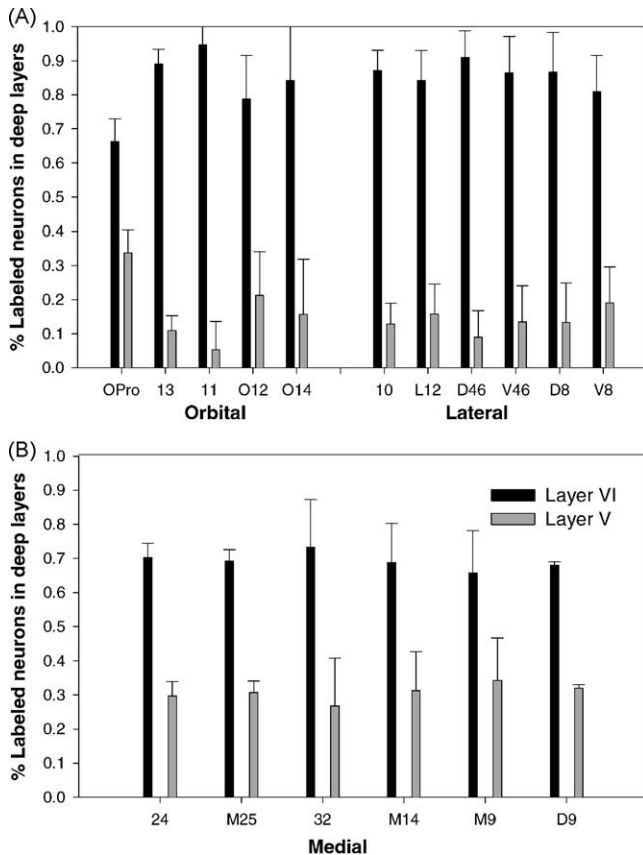 (A)
% Labeled neurons in deep layers
1.0
0.9
0.8
0.7
0.6
0.5
0.4
0.3
0.2
0.1
0.0
OPro 13 11 O12 O14 10 L12 D46 V46 D8 V8
Orbital Lateral
(B)
% Labeled neurons in deep layers
1.0
0.9
0.8
0.7
0.6
0.5
0.4
0.3
0.2
0.1
0.0
Layer VI
Layer V
24 M25 32 M14 M9 D9
Medial